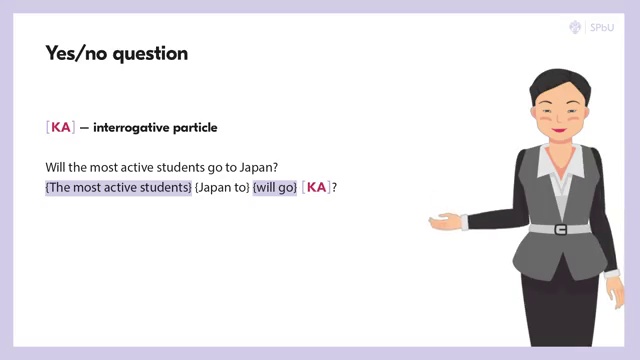 SPbU
Yes/no question
[KA] – interrogative particle
Will the most active students go to Japan?
{The most active students} {Japan to} {will go} [KA]?